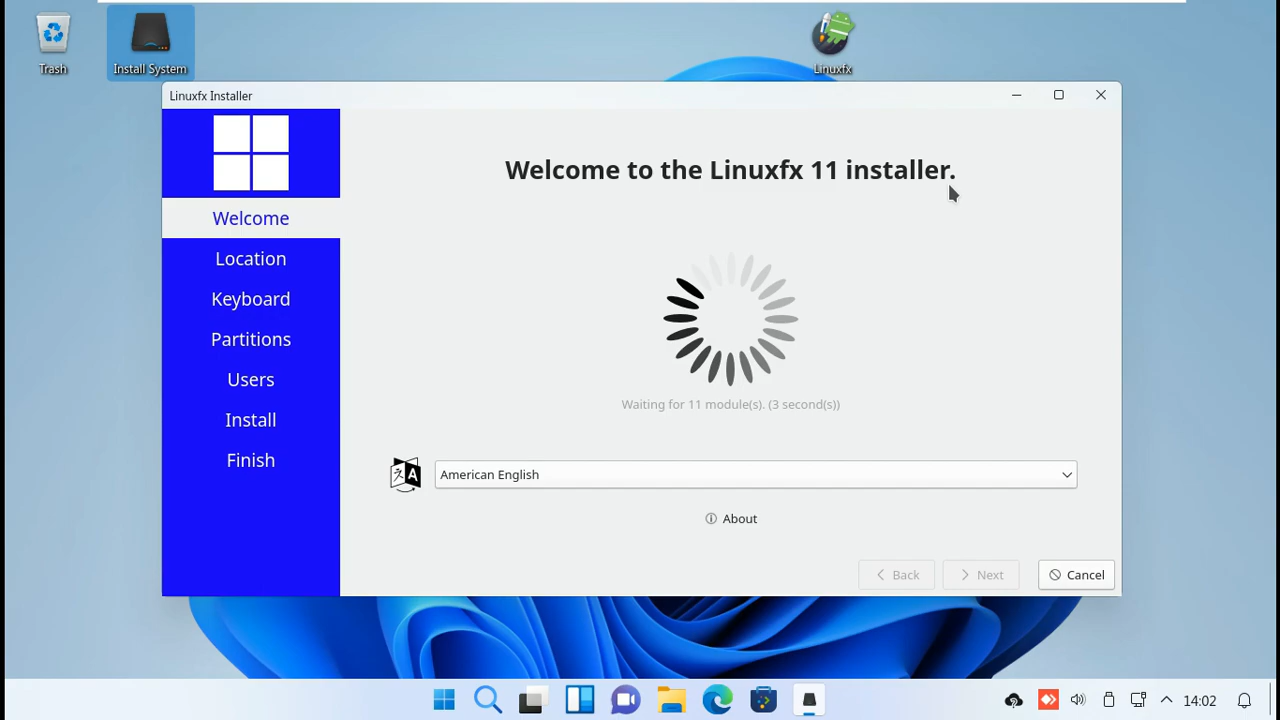 Trash
Install System
Linuxfx
Linuxfx Installer
Welcome to the Linuxfx 11 installer.
Welcome
Location
Keyboard
Partitions
Users
Install
Finish
Waiting for 11 module(s). (3 second(s))
American English
About
Back
Next
Cancel
14:02